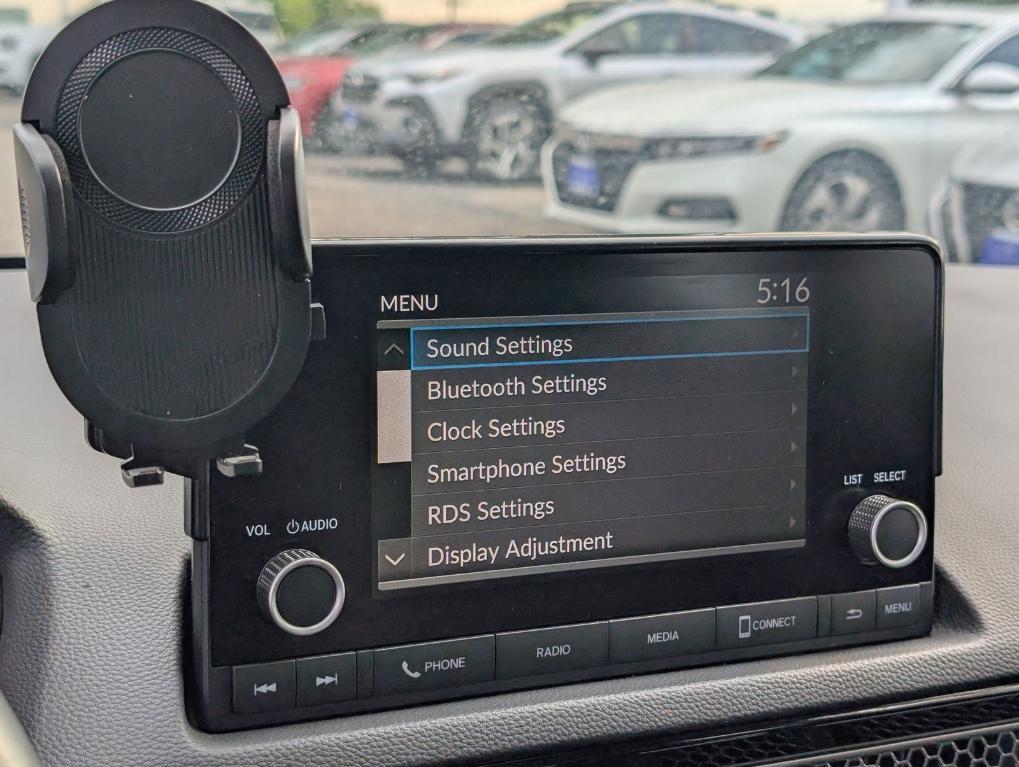 MENU 5:16
Sound Settings
Bluetooth Settings
Clock Settings
Smartphone Settings
RDS Settings
Display Adjustment
VOL AUDIO
LIST SELECT
PHONE RADIO MEDIA CONNECT MENU